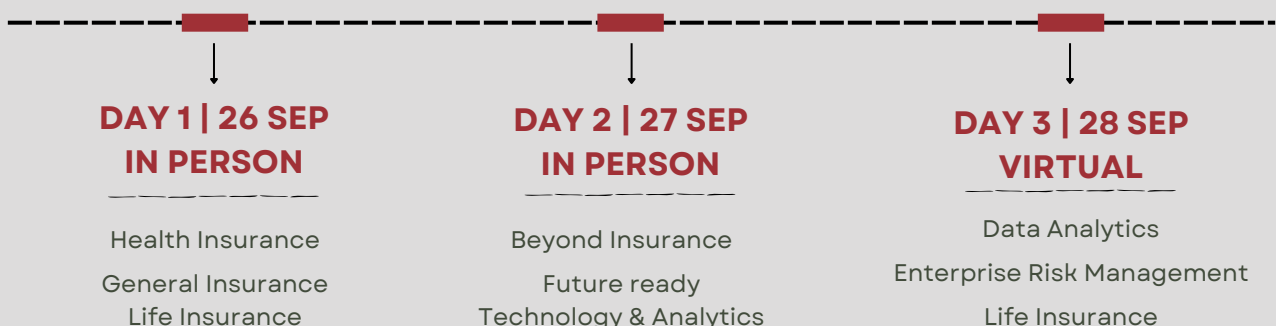 DAY 1 | 26 SEP
IN PERSON
Health Insurance
General Insurance
Life Insurance
DAY 2 | 27 SEP
IN PERSON
Beyond Insurance
Future ready
Technology & Analytics
DAY 3 | 28 SEP
VIRTUAL
Data Analytics
Enterprise Risk Management
Life Insurance